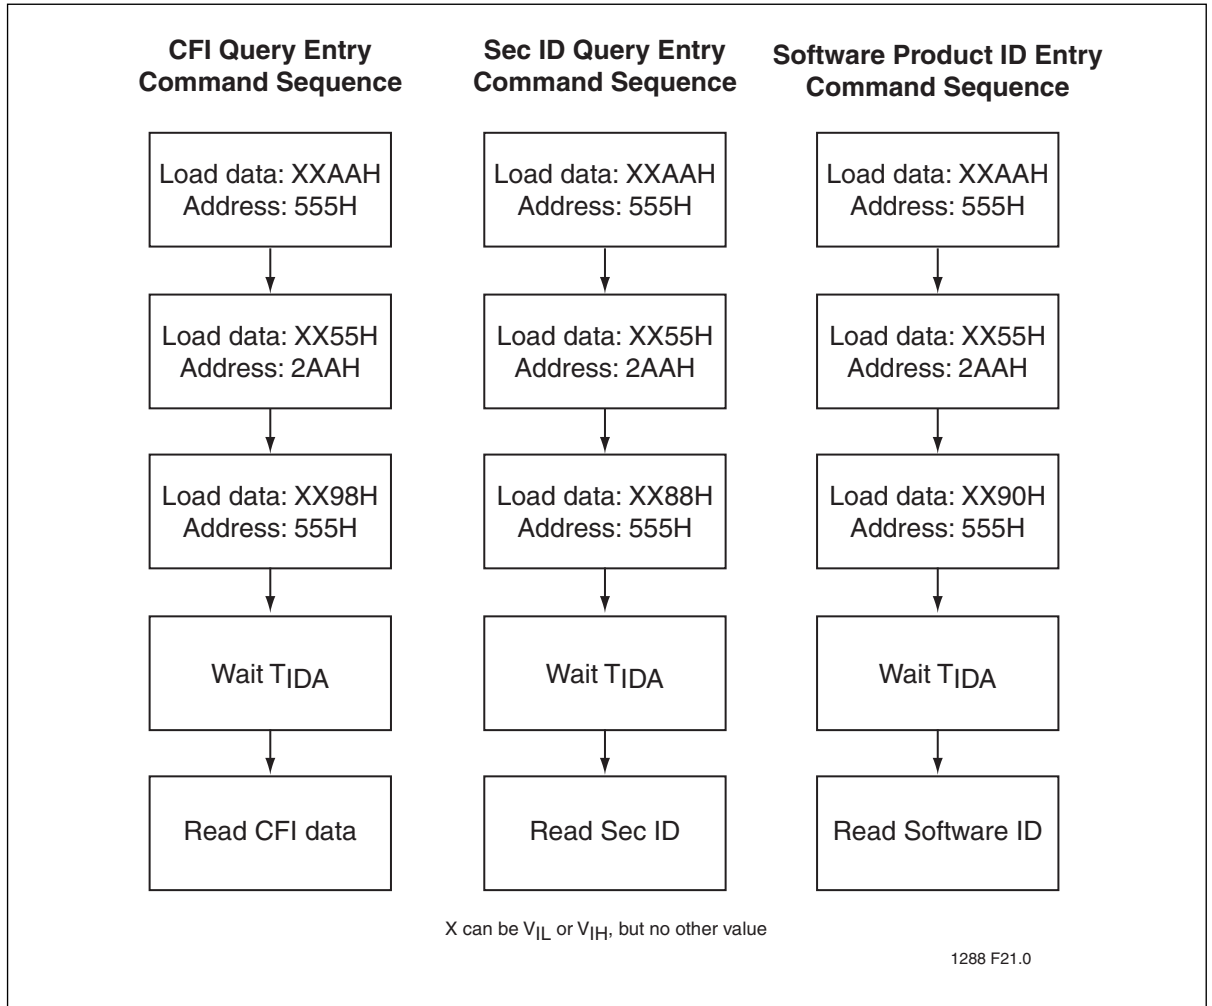 CFI Query Entry
Command Sequence
Load data: XXAAH
Address: 555H
Load data: XX55H
Address: 2AAH
Load data: XX98H
Address: 555H
Wait TIDA
Read CFI data
Sec ID Query Entry
Command Sequence
Load data: XXAAH
Address: 555H
Load data: XX55H
Address: 2AAH
Load data: XX88H
Address: 555H
Wait TIDA
Read Sec ID
Software Product ID Entry
Command Sequence
Load data: XXAAH
Address: 555H
Load data: XX55H
Address: 2AAH
Load data: XX90H
Address: 555H
Wait TIDA
Read Software ID
X can be VIL or VIH, but no other value
1288 F21.0